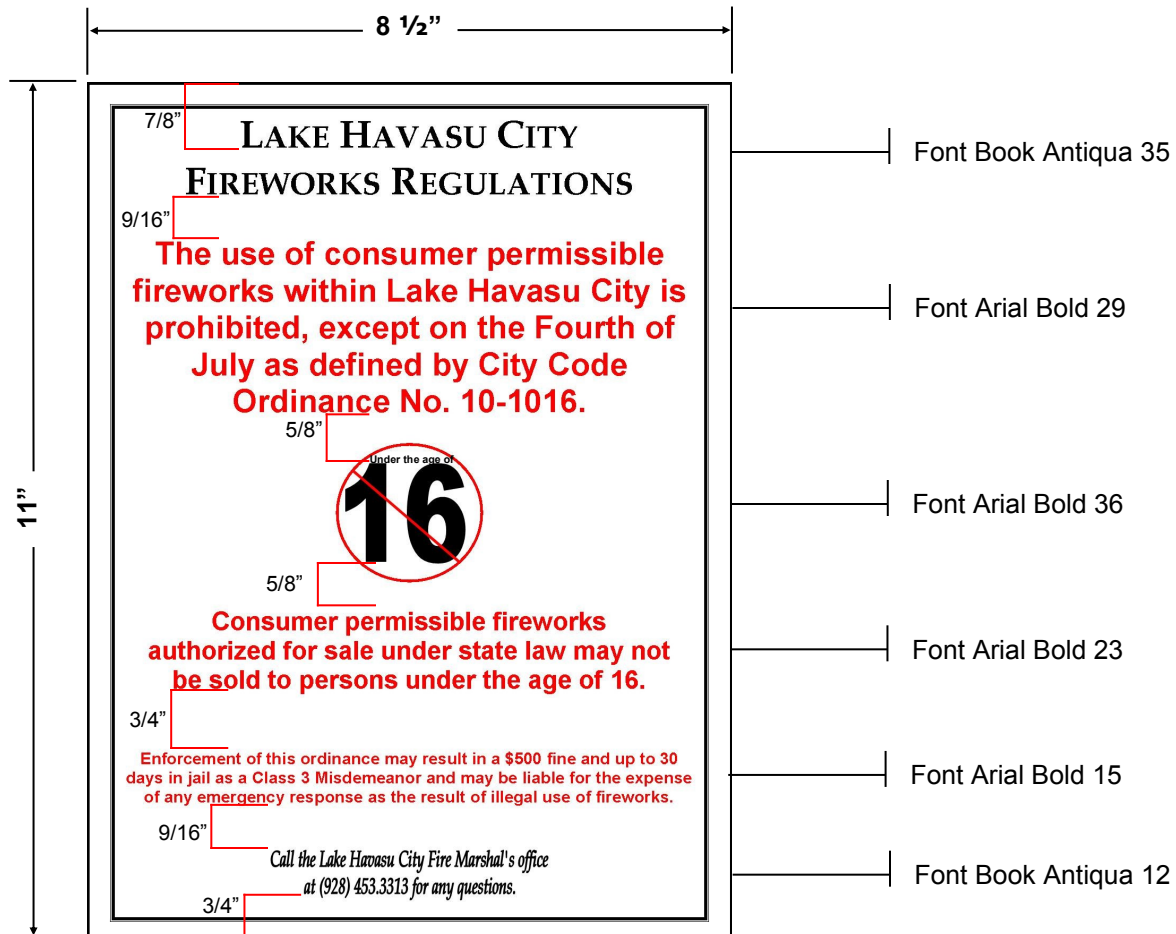 8 ½”
7/8”
LAKE HAVASU CITY
FIREWORKS REGULATIONS
Font Book Antiqua 35
9/16”
The use of consumer permissible
fireworks within Lake Havasu City is
prohibited, except on the Fourth of
July as defined by City Code
Ordinance No. 10-1016.
Font Arial Bold 29
5/8”
Under the age of
16
Font Arial Bold 36
11”
5/8”
Consumer permissible fireworks
authorized for sale under state law may not
be sold to persons under the age of 16.
Font Arial Bold 23
3/4”
Enforcement of this ordinance may result in a $500 fine and up to 30
days in jail as a Class 3 Misdemeanor and may be liable for the expense
of any emergency response as the result of illegal use of fireworks.
Font Arial Bold 15
9/16”
Call the Lake Havasu City Fire Marshal's office
at (928) 453.3313 for any questions.
Font Book Antiqua 12
3/4”